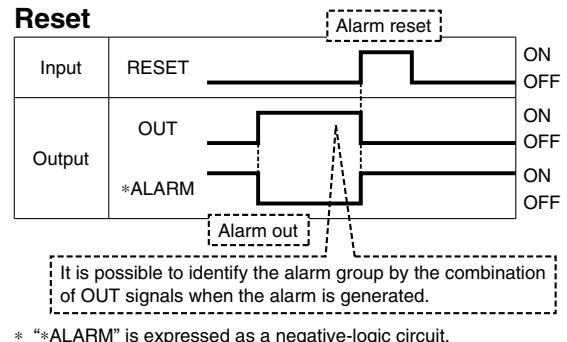 Reset
Alarm reset
Input RESET ON
OFF
Output OUT ON
OFF
∗ALARM ON
OFF
Alarm out
It is possible to identify the alarm group by the combination
of OUT signals when the alarm is generated.
∗ “∗ALARM” is expressed as a negative-logic circuit.